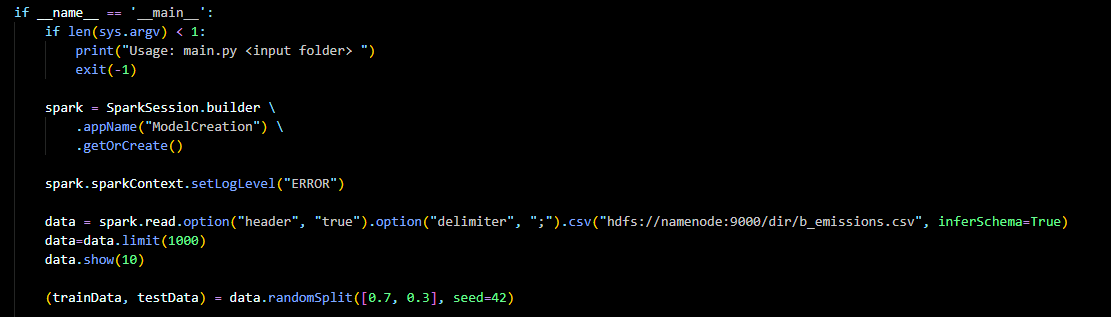 if __name__ == '__main__':
    if len(sys.argv) < 1:
        print("Usage: main.py <input folder> ")
        exit(-1)

    spark = SparkSession.builder \
        .appName("ModelCreation") \
        .getOrCreate()

    spark.sparkContext.setLogLevel("ERROR")

    data = spark.read.option("header", "true").option("delimiter", ";").csv("hdfs://namenode:9000/dir/b_emissions.csv", inferSchema=True)
    data=data.limit(1000)
    data.show(10)

    (trainData, testData) = data.randomSplit([0.7, 0.3], seed=42)